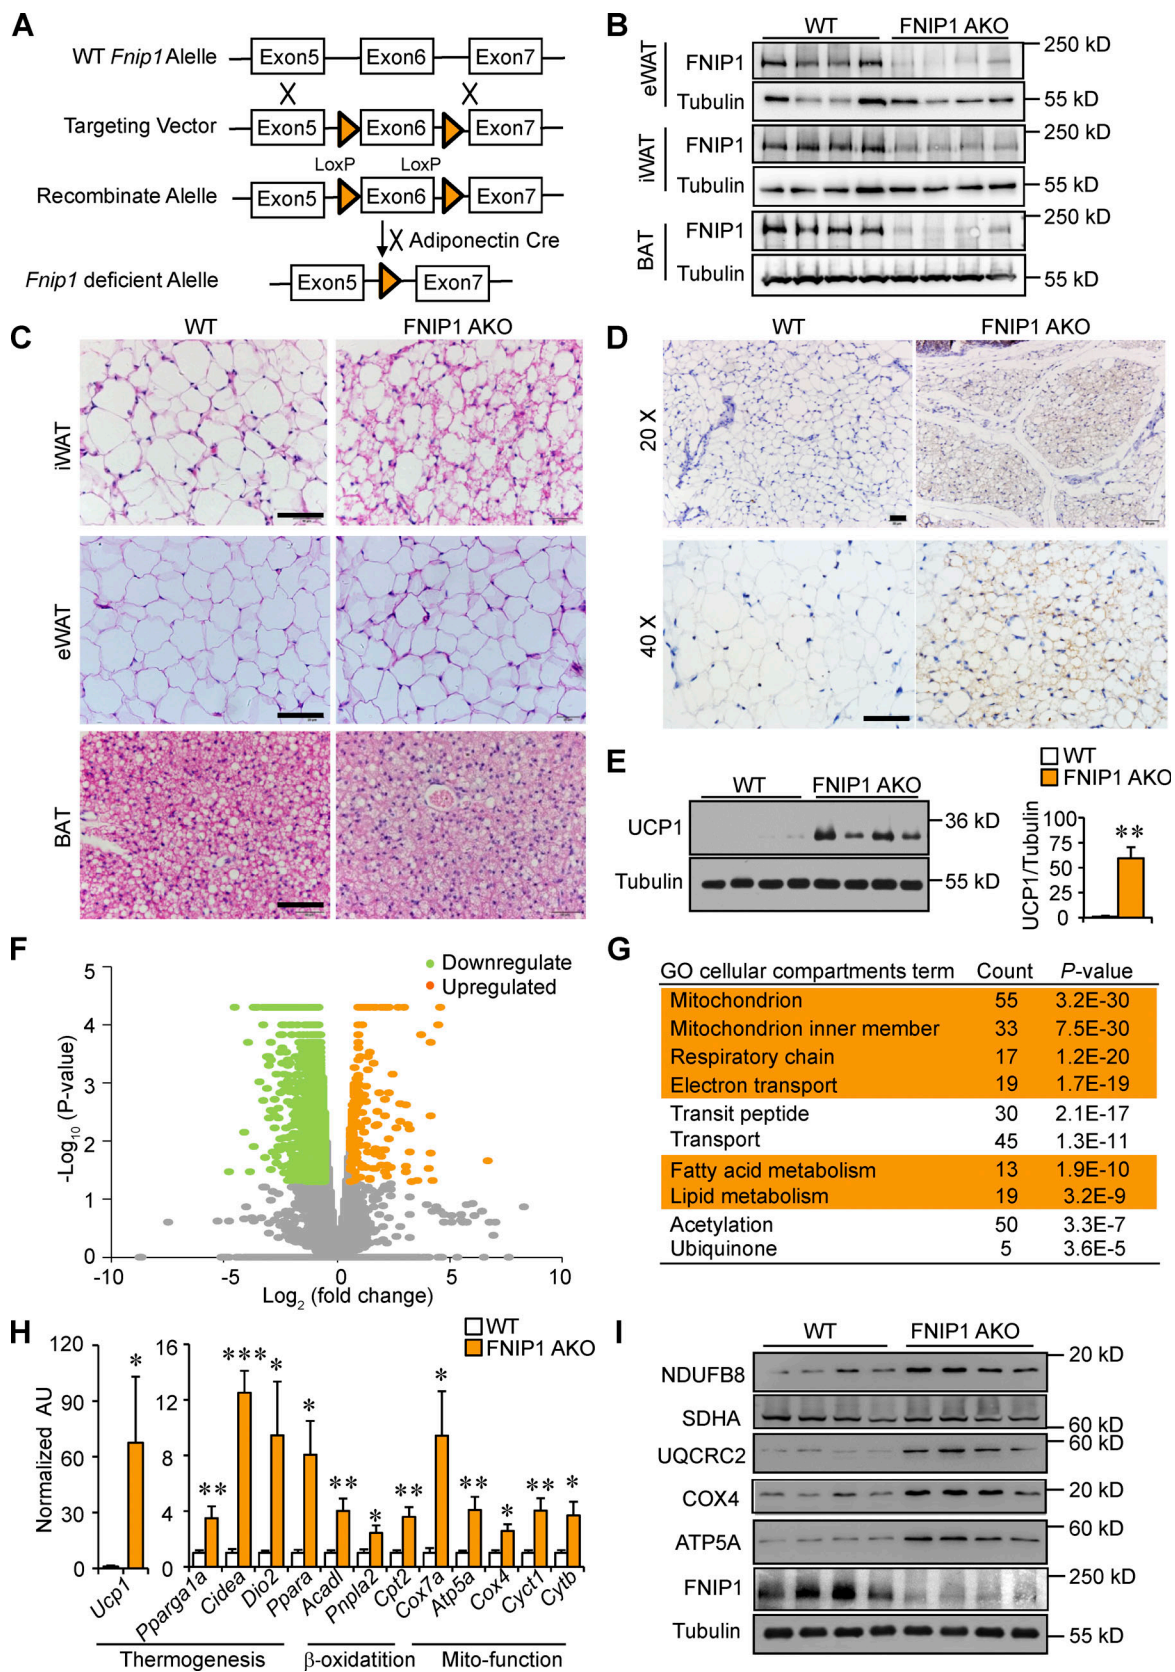 A
WT Fnip1 Alelle
Exon5
Exon6
Exon7
Targeting Vector
Exon5
Exon6
Exon7
LoxP
LoxP
Recombinate Alelle
Exon5
Exon6
Exon7
Adiponectin Cre
Fnip1 deficient Alelle
Exon5
Exon7
B
WT
FNIP1 AKO
eWAT
FNIP1
250 kD
Tubulin
55 kD
iWAT
FNIP1
250 kD
Tubulin
55 kD
BAT
FNIP1
250 kD
Tubulin
55 kD
C
WT
FNIP1 AKO
iWAT
eWAT
BAT
D
WT
FNIP1 AKO
20 X
40 X
E
WT
FNIP1 AKO
UCP1
36 kD
Tubulin
55 kD
WT
FNIP1 AKO
UCP1/Tubulin
100
75
50
25
0
**
F
Downregulate
Upregulated
-Log10 (P-value)
5
4
3
2
1
0
-10
-5
0
5
10
Log2 (fold change)
G
GO cellular compartments term Count P-value
Mitochondrion 55 3.2E-30
Mitochondrion inner member 33 7.5E-30
Respiratory chain 17 1.2E-20
Electron transport 19 1.7E-19
Transit peptide 30 2.1E-17
Transport 45 1.3E-11
Fatty acid metabolism 13 1.9E-10
Lipid metabolism 19 3.2E-9
Acetylation 50 3.3E-7
Ubiquinone 5 3.6E-5
H
WT
FNIP1 AKO
Normalized AU
120
90
60
30
0
16
12
8
4
0
*
**
***
*
*
**
*
**
*
**
*
**
*
Ucp1
Pparga1a
Cidea
Dio2
Ppara
Acadl
Pnpla2
Cpt2
Cox7a
Atp5a
Cox4
Cyct1
Cytb
Thermogenesis
β-oxidatition
Mito-function
I
WT
FNIP1 AKO
NDUFB8
20 kD
SDHA
60 kD
UQCRC2
60 kD
COX4
20 kD
ATP5A
60 kD
FNIP1
250 kD
Tubulin
55 kD